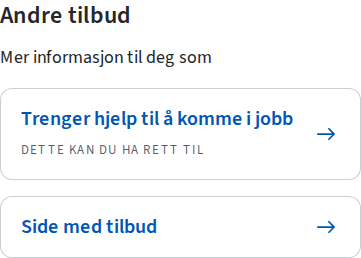 Andre tilbud
Mer informasjon til deg som
Trenger hjelp til å komme i jobb
DETTE KAN DU HA RETT TIL
Side med tilbud